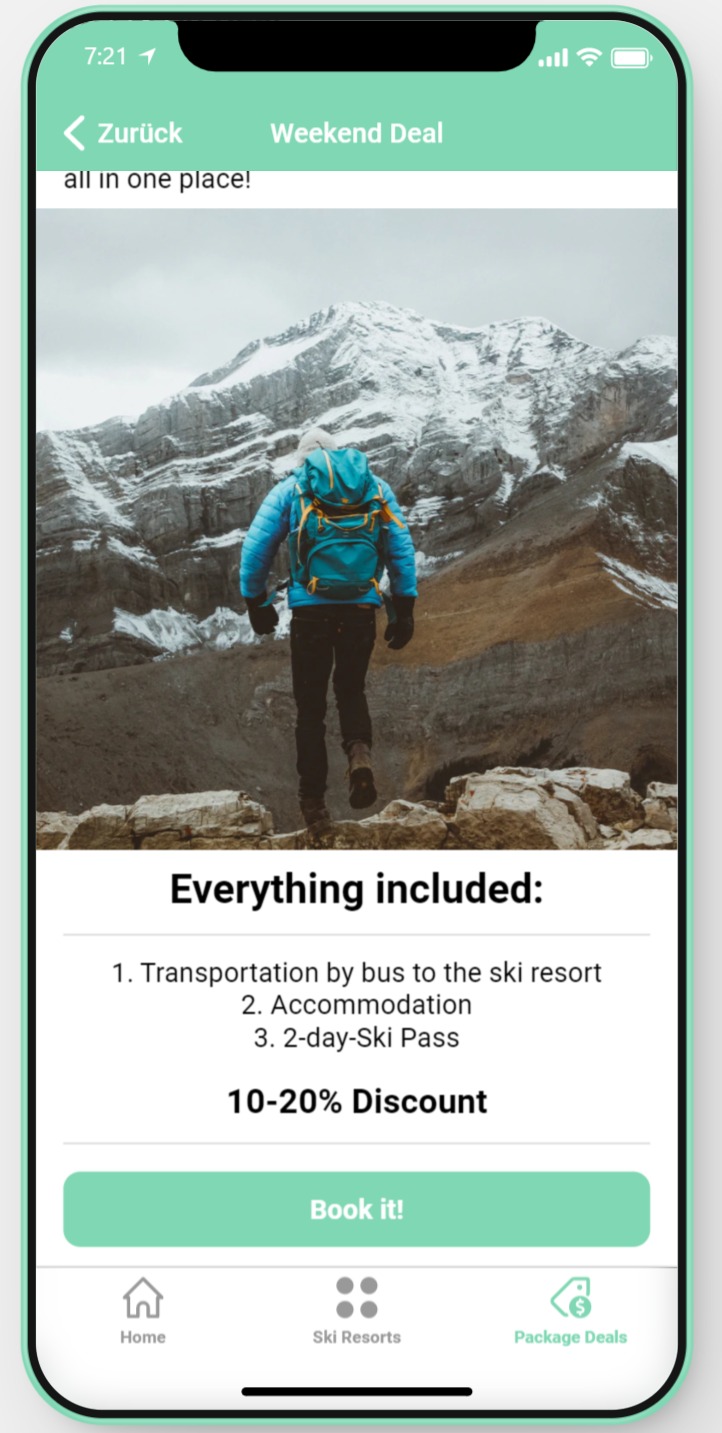 7:21
Zurück
Weekend Deal
all in one place!
Everything included:
1. Transportation by bus to the ski resort
2. Accommodation
3. 2-day-Ski Pass
10-20% Discount
Book it!
Home
Ski Resorts
Package Deals